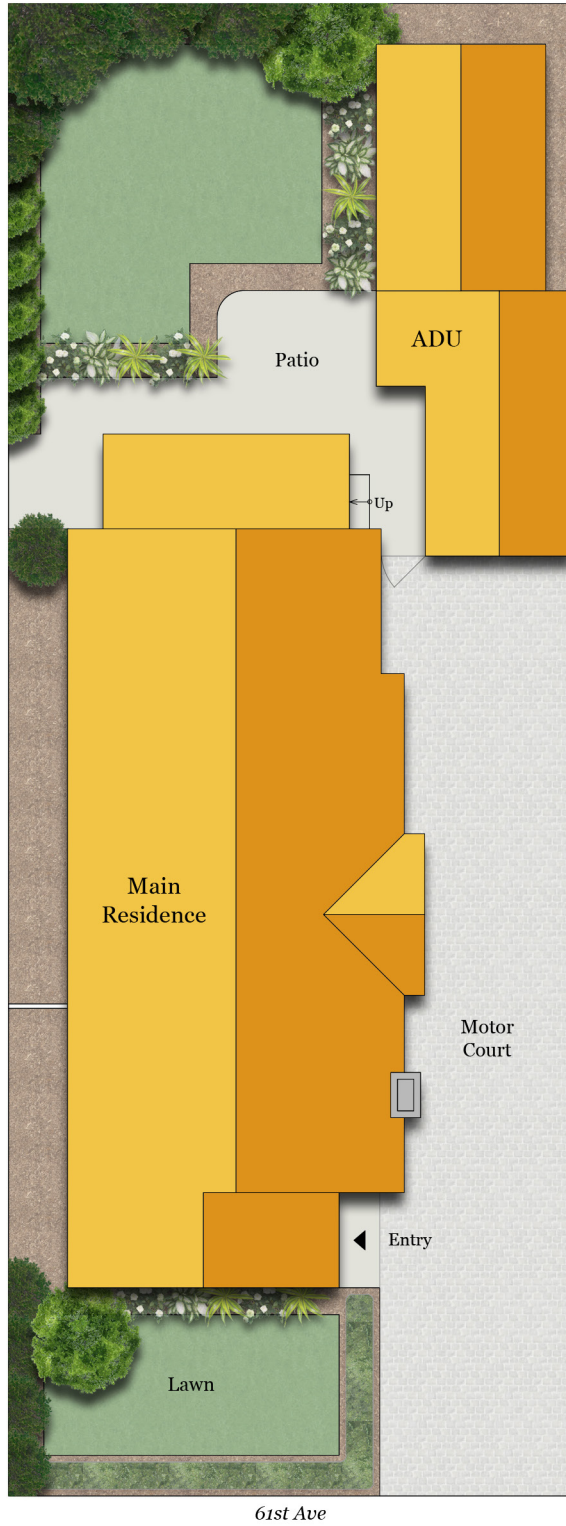 ADU
Patio
Up
Main
Residence
Motor
Court
Entry
Lawn
61st Ave